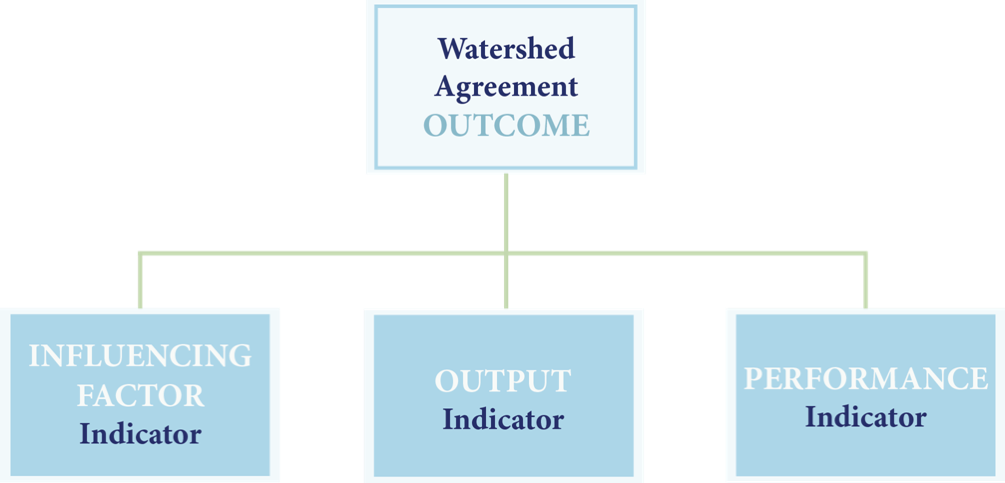 Watershed
Agreement
OUTCOME
INFLUENCING
FACTOR
Indicator
OUTPUT
Indicator
PERFORMANCE
Indicator